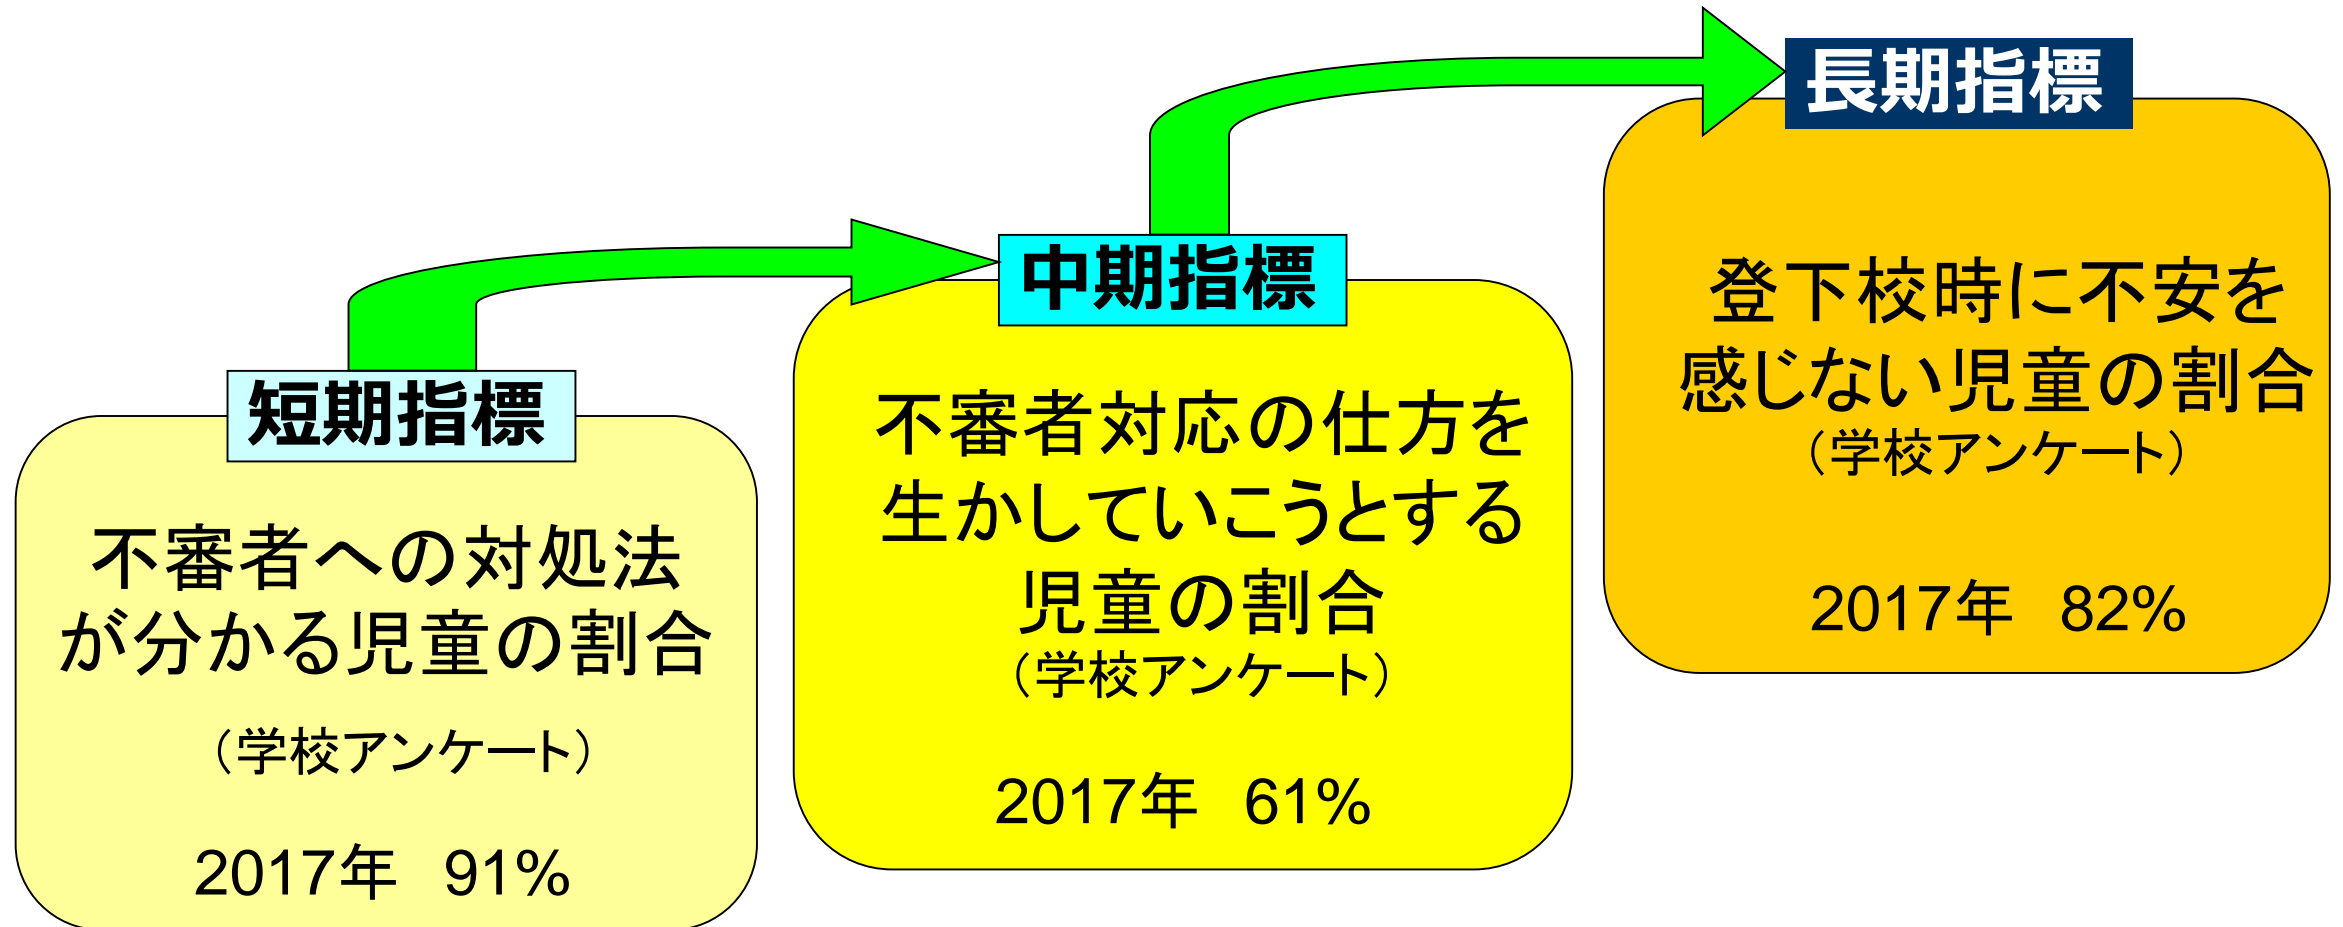 短期指標
不審者への対処法
が分かる児童の割合
（学校アンケート）
2017年 91%
中期指標
不審者対応の仕方を
生かしていこうとする
児童の割合
（学校アンケート）
2017年 61%
長期指標
登下校時に不安を
感じない児童の割合
（学校アンケート）
2017年 82%